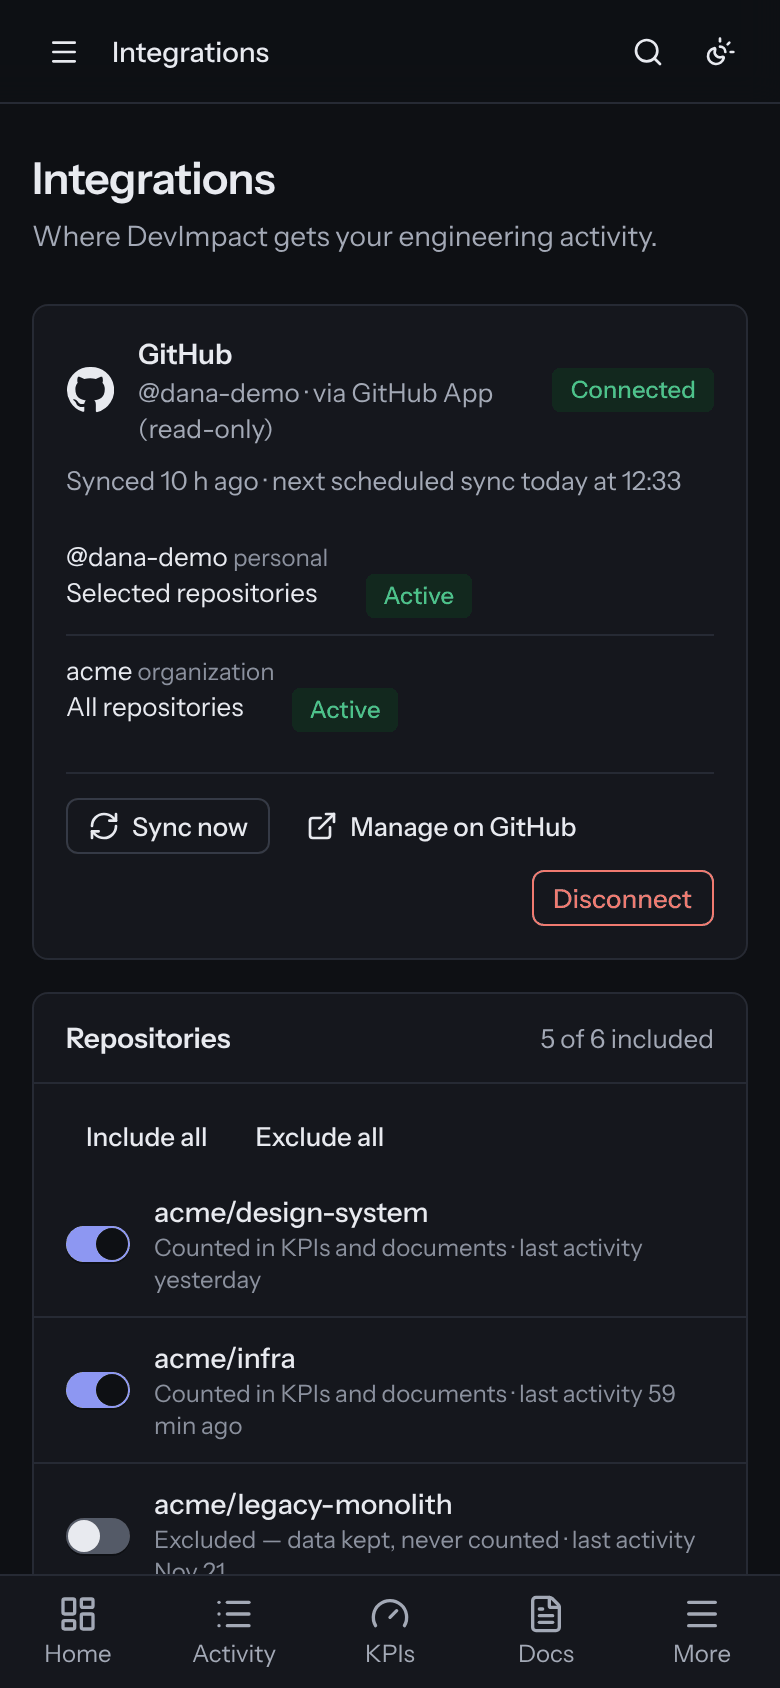 Integrations
Integrations
Where DevImpact gets your engineering activity.
GitHub
@dana-demo · via GitHub App
(read-only)
Connected
Synced 10 h ago · next scheduled sync today at 12:33
@dana-demo personal
Selected repositories
Active
acme organization
All repositories
Active
Sync now
Manage on GitHub
Disconnect
Repositories
5 of 6 included
Include all
Exclude all
acme/design-system
Counted in KPIs and documents · last activity
yesterday
acme/infra
Counted in KPIs and documents · last activity 59
min ago
acme/legacy-monolith
Excluded — data kept, never counted · last activity
Nov 21
Home
Activity
KPIs
Docs
More